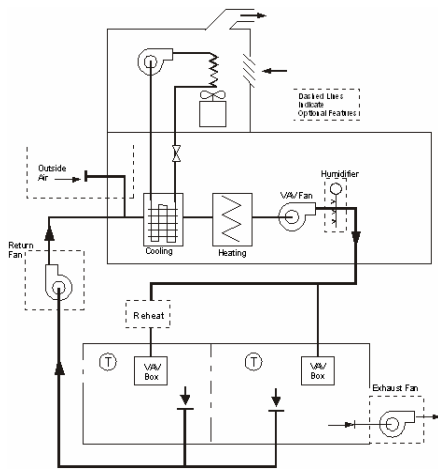 Dashed Lines
Indicate
Optional Features
Outside
Air
Humidifier
VAV Fan
Return
Fan
Cooling
Heating
Reheat
T
VAV
Box
T
VAV
Box
Exhaust Fan